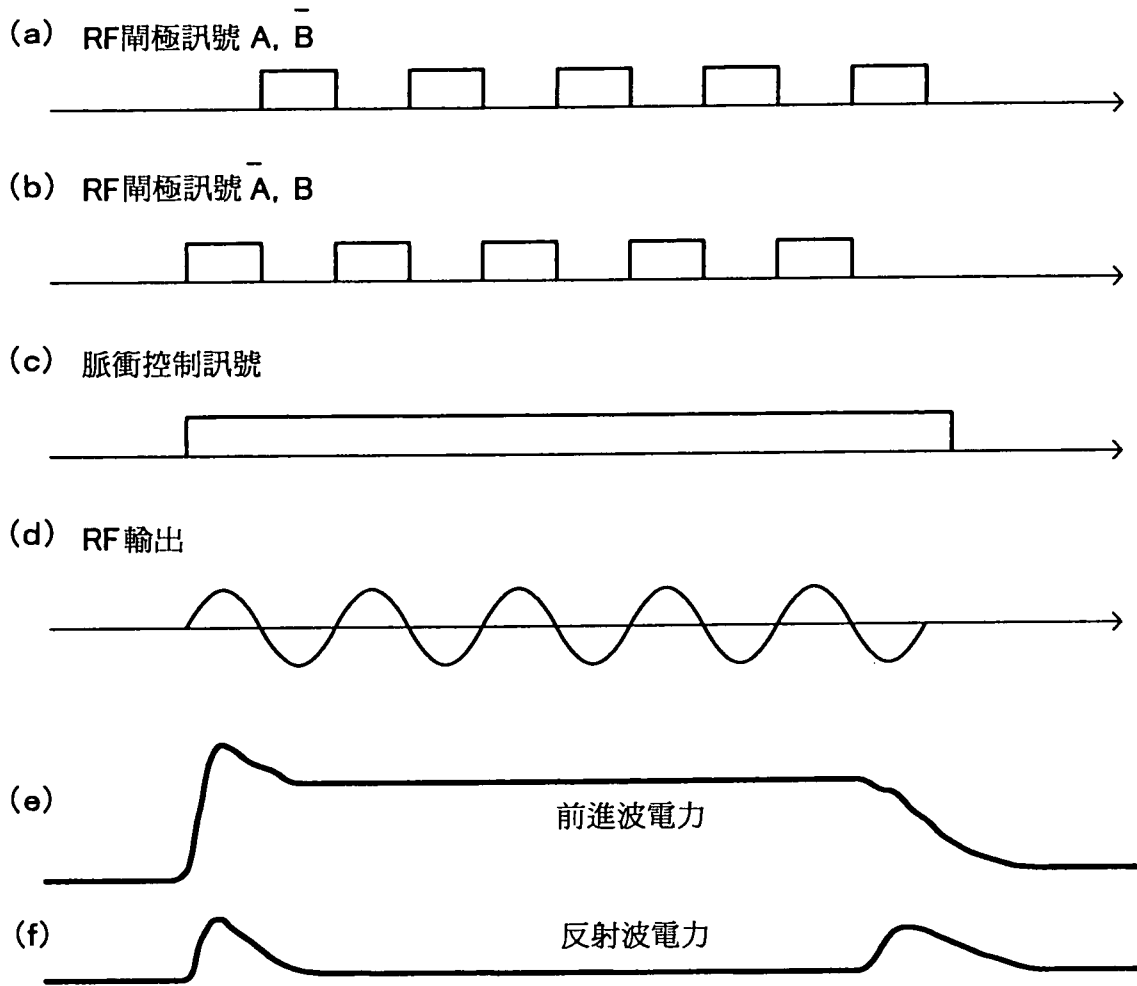 (a) RF閘極訊號 A, B̅
(b) RF閘極訊號 A̅, B
(c) 脈衝控制訊號
(d) RF輸出
(e) 前進波電力
(f) 反射波電力